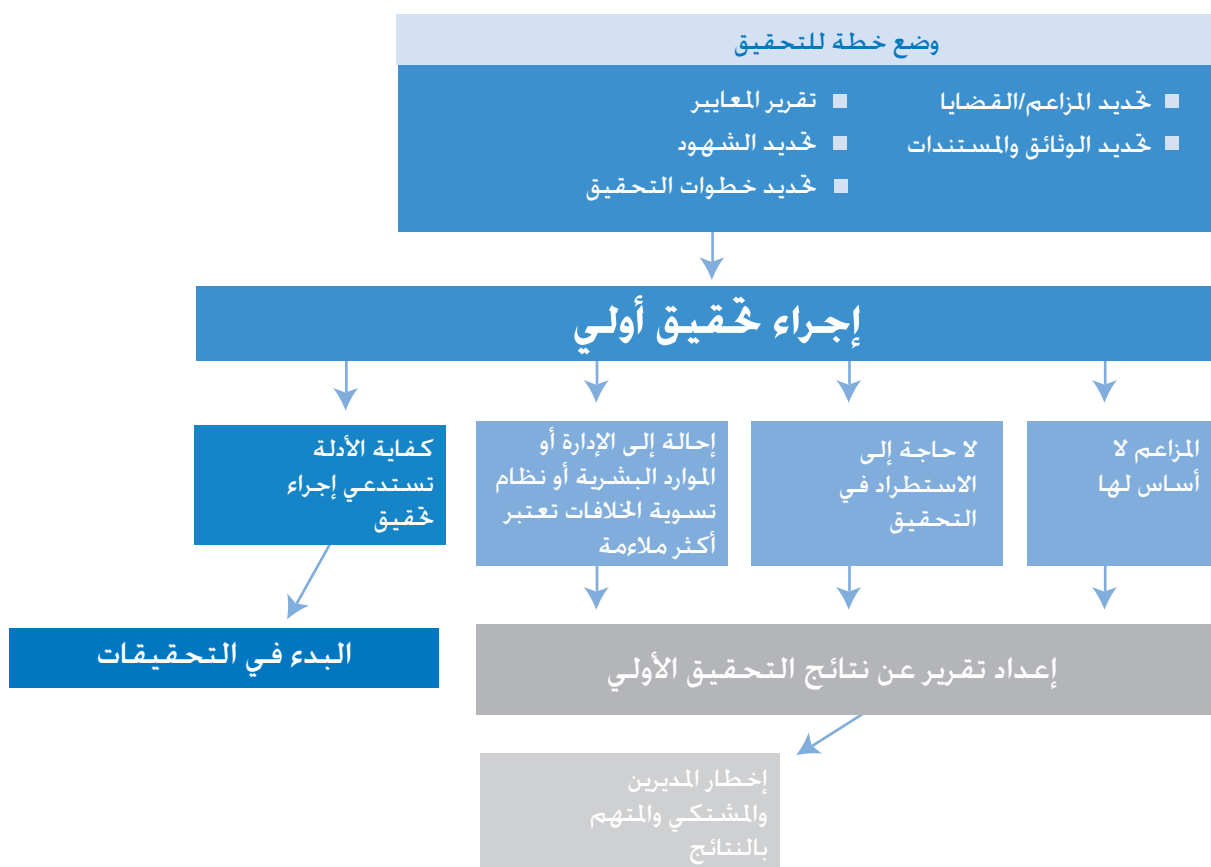 وضع خطة للتحقيق
تحديد المزاعم/القضايا
تحديد الوثائق والمستندات
تقرير المعايير
تحديد الشهود
تحديد خطوات التحقيق
إجراء تحقيق أولي
المزاعم لا
أساس لها
لا حاجة إلى
الاستطراد في
التحقيق
إحالة إلى الإدارة أو
الموارد البشرية أو نظام
تسوية الخلافات تعتبر
أكثر ملاءمة
كفاية الأدلة
تستدعي إجراء
تحقيق
إعداد تقرير عن نتائج التحقيق الأولي
البدء في التحقيقات
إخطار المديرين
والمشتكي والمتهم
بالنتائج